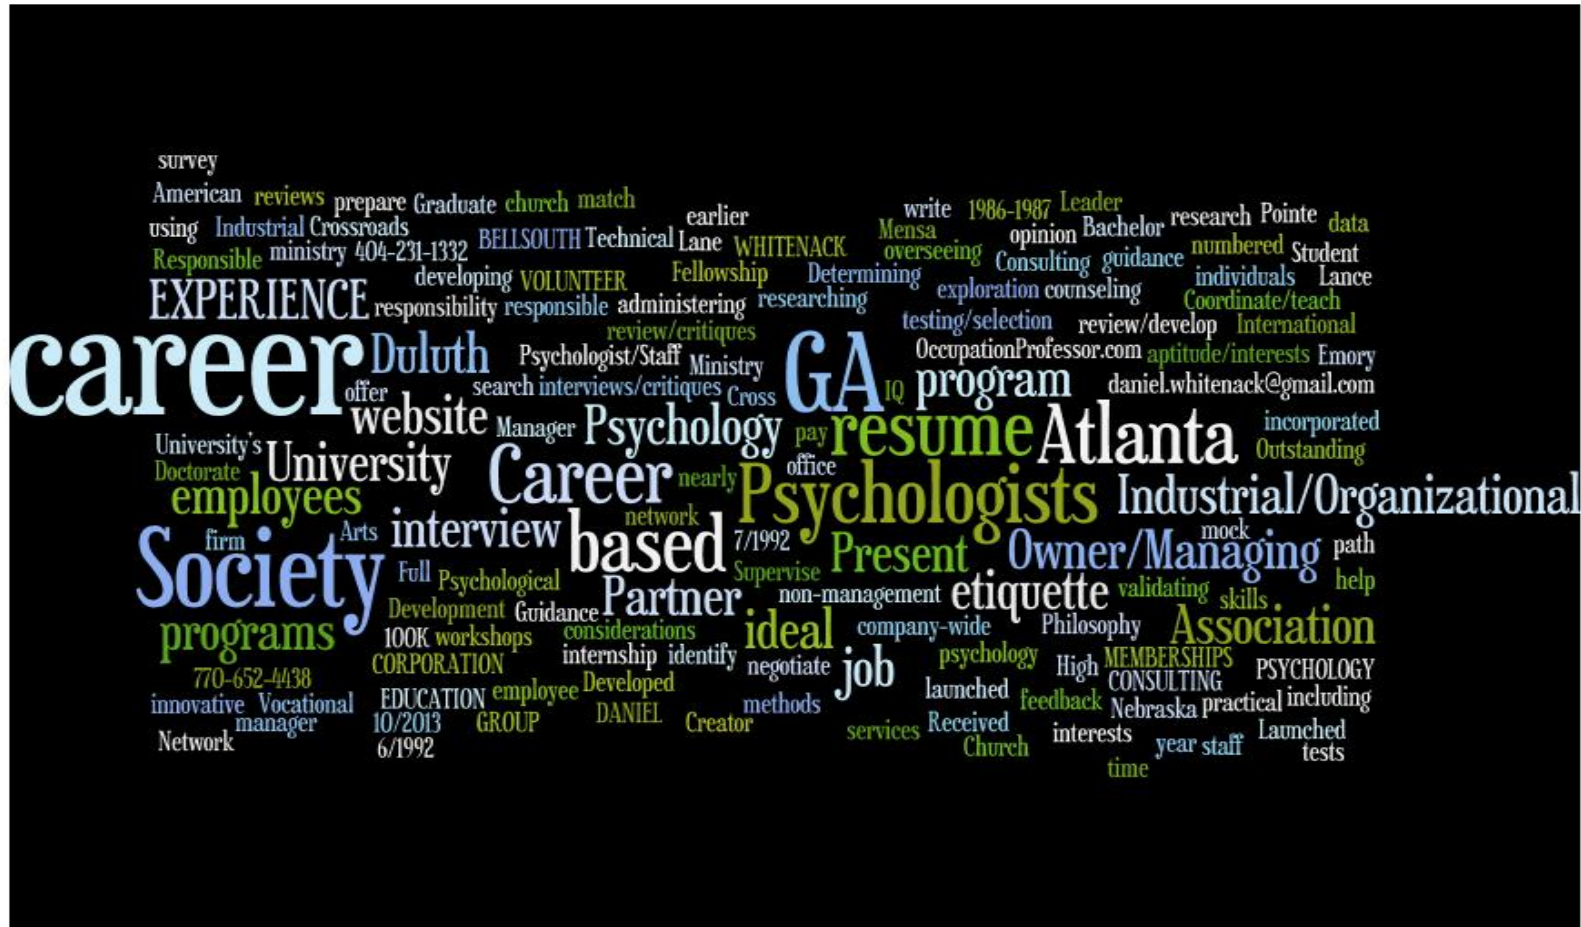 survey
American reviews prepare Graduate church match
using Industrial Crossroads earlier write 1986-1987 Leader
Responsible ministry 404-231-1332 BELLSOUTH Technical Lane WHITENACK Mensa overseeing opinion Bachelor research Pointe data
developing VOLUNTEER Fellowship Determining Consulting guidance numbered Student
EXPERIENCE responsibility responsible administering researching exploration counseling individuals Lance
review/critiques testing/selection review/develop Coordinate/teach International
career Duluth Psychologist/Staff Ministry GA OccupationProfessor.com aptitude/interests Emory
offer search interviews/critiques Cross IQ program daniel.whitenack@gmail.com
website Manager Psychology pay resume Atlanta incorporated
University's University office Outstanding
Doctorate employees Career nearly Psychologists Industrial/Organizational
firm Arts interview network based 7/1992 Present Owner/Managing mock path
Society Full Psychological Supervise non-management etiquette validating skills help
Development Guidance Partner
programs 100K workshops considerations ideal company-wide Philosophy Association
CORPORATION internship identify negotiate job psychology High MEMBERSHIPS PSYCHOLOGY
770-652-4438 EDUCATION employee Developed launched CONSULTING
innovative Vocational methods feedback Nebraska practical including
manager 10/2013 GROUP DANIEL Creator services Received Launched
Network 6/1992 Church interests year staff tests
time